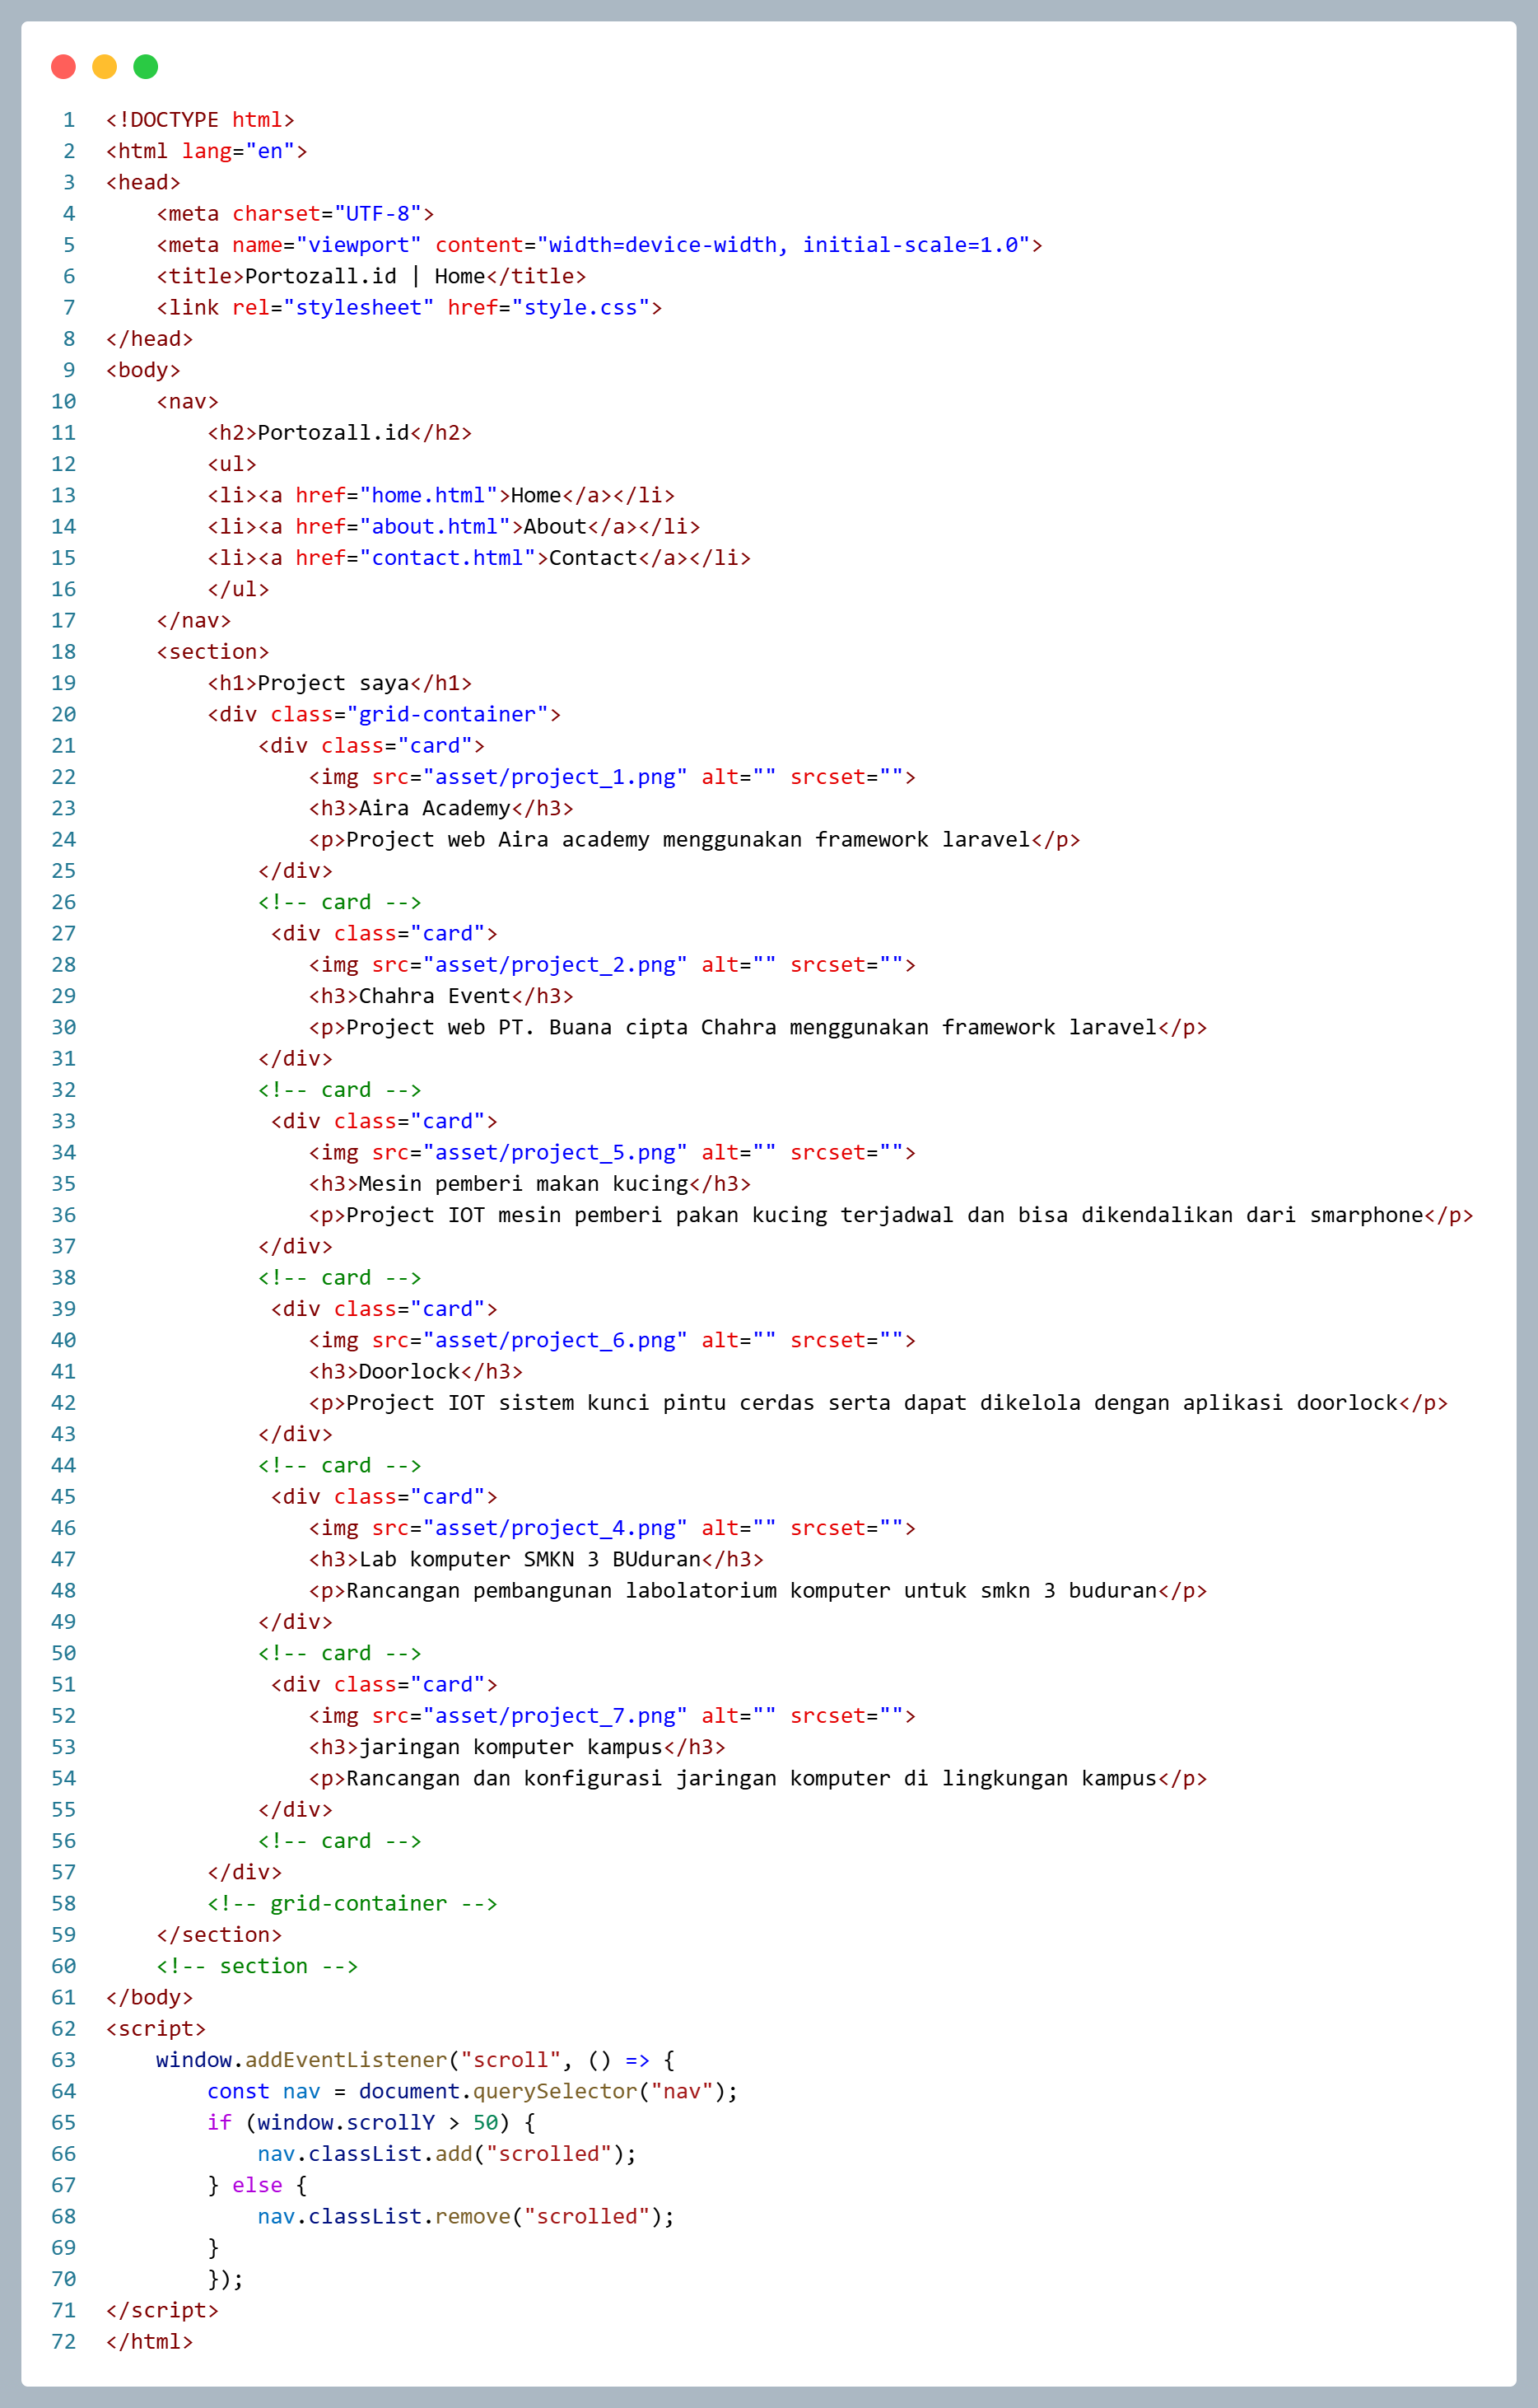 1 <!DOCTYPE html>
2 <html lang="en">
3 <head>
4     <meta charset="UTF-8">
5     <meta name="viewport" content="width=device-width, initial-scale=1.0">
6     <title>Portozall.id | Home</title>
7     <link rel="stylesheet" href="style.css">
8 </head>
9 <body>
10     <nav>
11         <h2>Portozall.id</h2>
12         <ul>
13         <li><a href="home.html">Home</a></li>
14         <li><a href="about.html">About</a></li>
15         <li><a href="contact.html">Contact</a></li>
16         </ul>
17     </nav>
18     <section>
19         <h1>Project saya</h1>
20         <div class="grid-container">
21             <div class="card">
22                 <img src="asset/project_1.png" alt="" srcset="">
23                 <h3>Aira Academy</h3>
24                 <p>Project web Aira academy menggunakan framework laravel</p>
25             </div>
26             <!-- card -->
27              <div class="card">
28                 <img src="asset/project_2.png" alt="" srcset="">
29                 <h3>Chahra Event</h3>
30                 <p>Project web PT. Buana cipta Chahra menggunakan framework laravel</p>
31             </div>
32             <!-- card -->
33              <div class="card">
34                 <img src="asset/project_5.png" alt="" srcset="">
35                 <h3>Mesin pemberi makan kucing</h3>
36                 <p>Project IOT mesin pemberi pakan kucing terjadwal dan bisa dikendalikan dari smarphone</p>
37             </div>
38             <!-- card -->
39              <div class="card">
40                 <img src="asset/project_6.png" alt="" srcset="">
41                 <h3>Doorlock</h3>
42                 <p>Project IOT sistem kunci pintu cerdas serta dapat dikelola dengan aplikasi doorlock</p>
43             </div>
44             <!-- card -->
45              <div class="card">
46                 <img src="asset/project_4.png" alt="" srcset="">
47                 <h3>Lab komputer SMKN 3 BUduran</h3>
48                 <p>Rancangan pembangunan labolatorium komputer untuk smkn 3 buduran</p>
49             </div>
50             <!-- card -->
51              <div class="card">
52                 <img src="asset/project_7.png" alt="" srcset="">
53                 <h3>jaringan komputer kampus</h3>
54                 <p>Rancangan dan konfigurasi jaringan komputer di lingkungan kampus</p>
55             </div>
56             <!-- card -->
57         </div>
58         <!-- grid-container -->
59     </section>
60     <!-- section -->
61 </body>
62 <script>
63     window.addEventListener("scroll", () => {
64         const nav = document.querySelector("nav");
65         if (window.scrollY > 50) {
66             nav.classList.add("scrolled");
67         } else {
68             nav.classList.remove("scrolled");
69         }
70         });
71 </script>
72 </html>